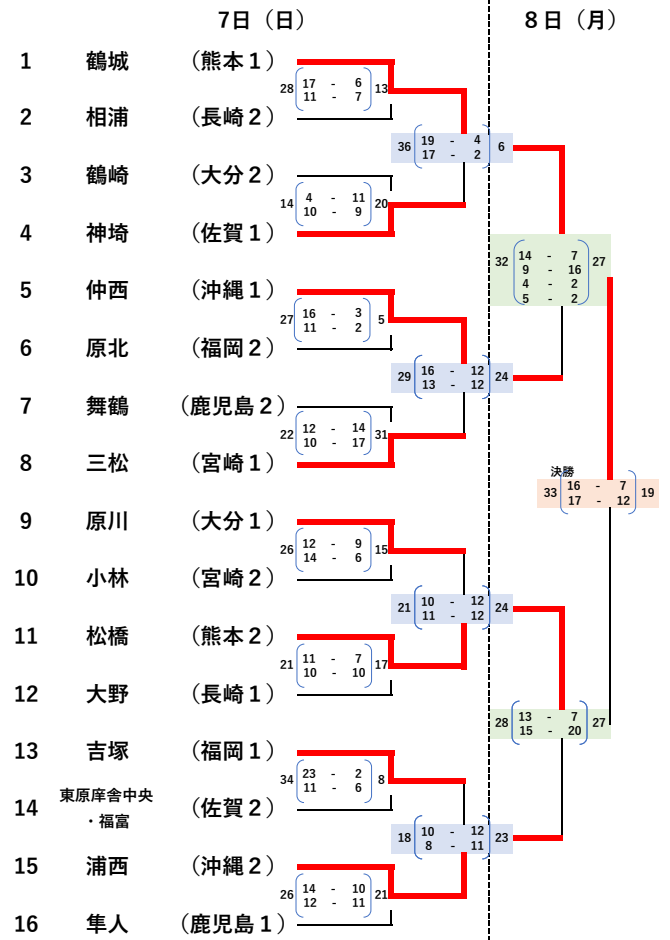 7日（日）
８日（月）
1 鶴城 （熊本１）
28 17 - 6 13
11 - 7
2 相浦 （長崎２）
36 19 - 4 6
17 - 2
3 鶴崎 （大分２）
14 4 - 11 20
10 - 9
4 神埼 （佐賀１）
32 14 - 7 27
9 - 16
4 - 2
5 - 2
5 仲西 （沖縄１）
27 16 - 3 5
11 - 2
6 原北 （福岡２）
29 16 - 12 24
13 - 12
7 舞鶴 （鹿児島２）
22 12 - 14 31
10 - 17
8 三松 （宮崎１）
決勝
33 16 - 7 19
17 - 12
9 原川 （大分１）
26 12 - 9 15
14 - 6
10 小林 （宮崎２）
21 10 - 12 24
11 - 12
11 松橋 （熊本２）
21 11 - 7 17
10 - 10
12 大野 （長崎１）
28 13 - 7 27
15 - 20
13 吉塚 （福岡１）
34 23 - 2 8
11 - 6
14 東原庠舎中央 （佐賀２）
・福富
18 10 - 12 23
8 - 11
15 浦西 （沖縄２）
26 14 - 10 21
12 - 11
16 隼人 （鹿児島１）